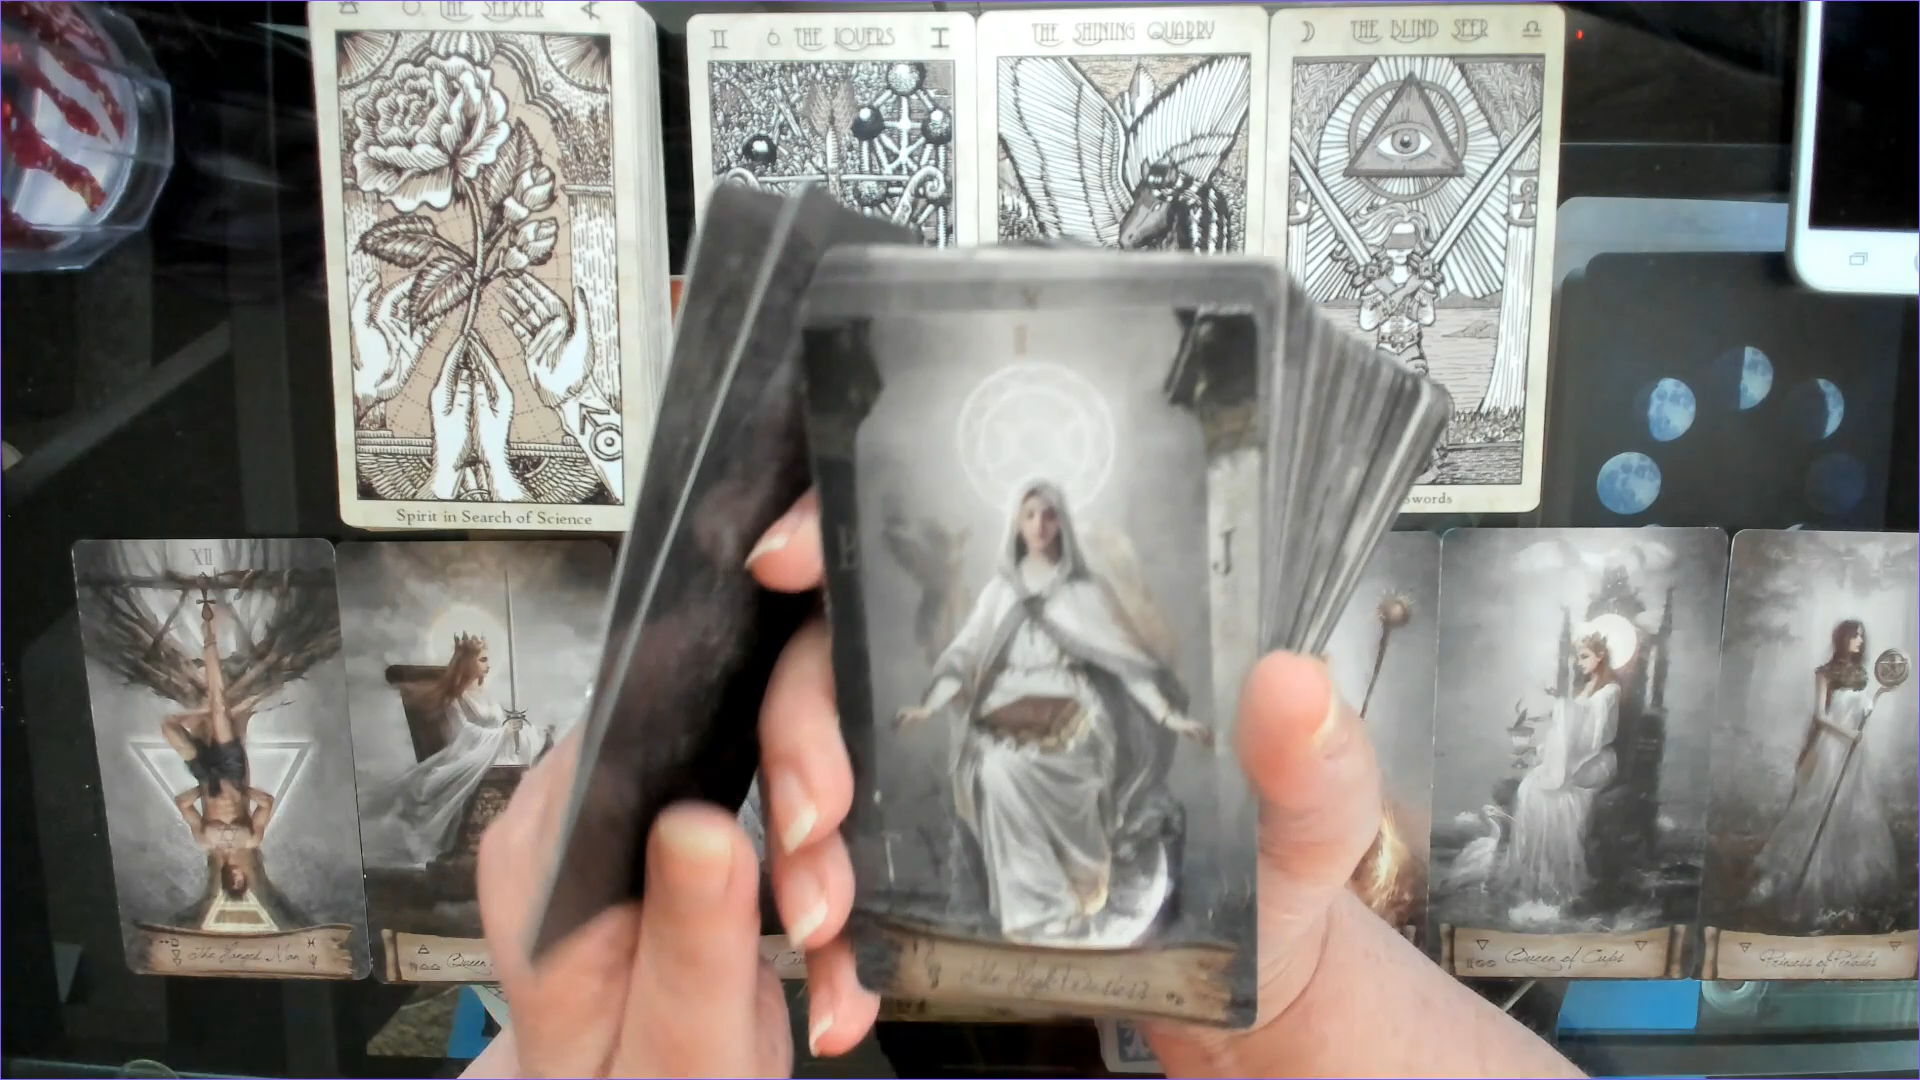 0. THE SEEKER
6. THE LOVERS
THE SHINING QUARRY
THE BLIND SEER
Spirit in Search of Science
Swords
XII
J
The Hanged Man
Queen
The High Priestess
Queen of Cups
Princess of Pentacles